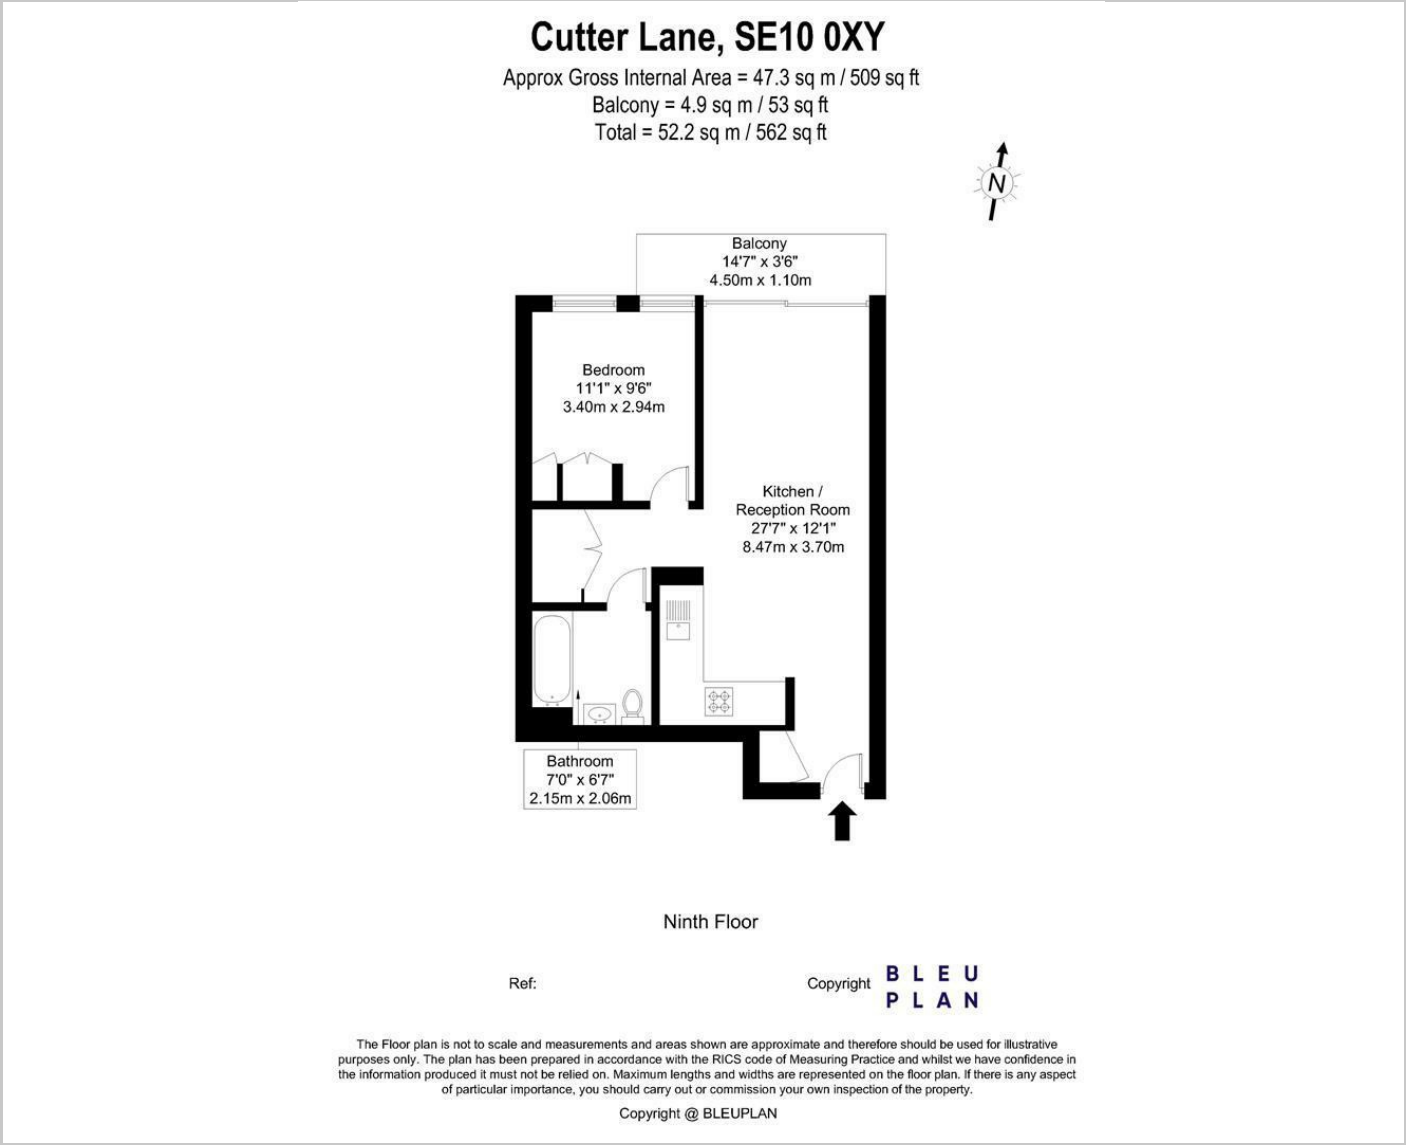 Cutter Lane, SE10 0XY
Approx Gross Internal Area = 47.3 sq m / 509 sq ft
Balcony = 4.9 sq m / 53 sq ft
Total = 52.2 sq m / 562 sq ft
N
Balcony
14'7" x 3'6"
4.50m x 1.10m
Bedroom
11'1" x 9'6"
3.40m x 2.94m
Kitchen /
Reception Room
27'7" x 12'1"
8.47m x 3.70m
Bathroom
7'0" x 6'7"
2.15m x 2.06m
Ninth Floor
Ref:
Copyright
BLEU
PLAN
The Floor plan is not to scale and measurements and areas shown are approximate and therefore should be used for illustrative
purposes only. The plan has been prepared in accordance with the RICS code of Measuring Practice and whilst we have confidence in
the information produced it must not be relied on. Maximum lengths and widths are represented on the floor plan. If there is any aspect
of particular importance, you should carry out or commission your own inspection of the property.
Copyright @ BLEUPLAN